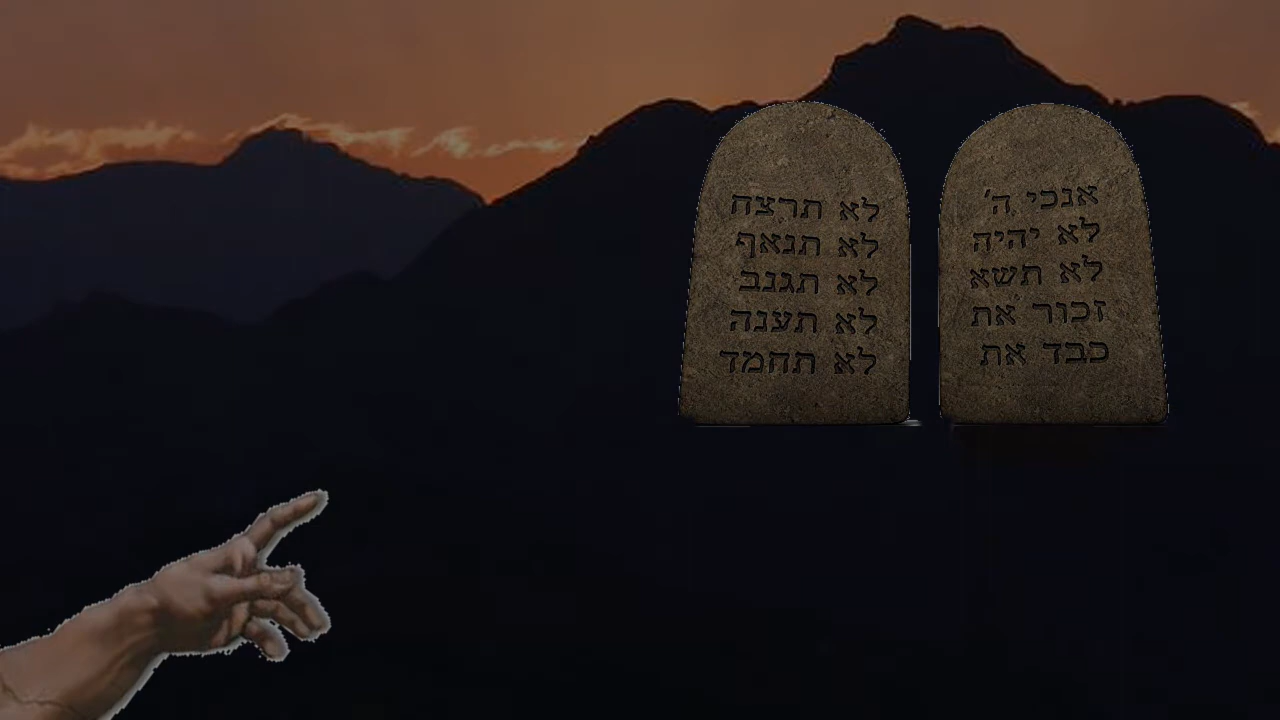 אנכי ה'
לא יהיה
לא תשא
זכור את
כבד את
לא תרצח
לא תנאף
לא תגנב
לא תענה
לא תחמד